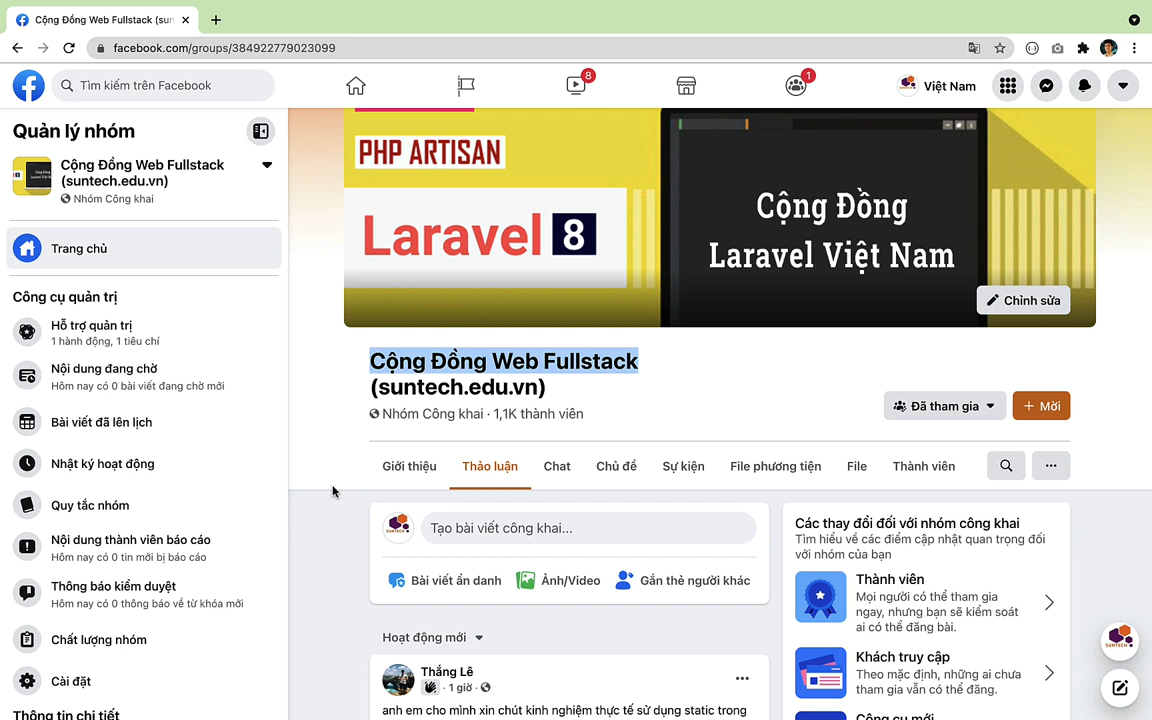 Cộng Đồng Web Fullstack (sun
facebook.com/groups/384922779023099
Tìm kiếm trên Facebook
8
1
Việt Nam
Quản lý nhóm
Cộng Đồng Web Fullstack
(suntech.edu.vn)
Nhóm Công khai
Trang chủ
Công cụ quản trị
Hỗ trợ quản trị
1 hành động, 1 tiêu chí
Nội dung đang chờ
Hôm nay có 0 bài viết đang chờ mới
Bài viết đã lên lịch
Nhật ký hoạt động
Quy tắc nhóm
Nội dung thành viên báo cáo
Hôm nay có 0 tin mới bị báo cáo
Thông báo kiểm duyệt
Hôm nay có 0 thông báo về từ khóa mới
Chất lượng nhóm
Cài đặt
Thông tin chi tiết
PHP ARTISAN
Laravel 8
Cộng Đồng
Laravel Việt Nam
Chỉnh sửa
Cộng Đồng Web Fullstack
(suntech.edu.vn)
Nhóm Công khai · 1,1K thành viên
Đã tham gia
+ Mời
Giới thiệu
Thảo luận
Chat
Chủ đề
Sự kiện
File phương tiện
File
Thành viên
Tạo bài viết công khai...
Bài viết ẩn danh
Ảnh/Video
Gắn thẻ người khác
Hoạt động mới
Thắng Lê
· 1 giờ ·
anh em cho mình xin chút kinh nghiệm thực tế sử dụng static trong
Các thay đổi đối với nhóm công khai
Tìm hiểu về các điểm cập nhật quan trọng đối
với nhóm của bạn
Thành viên
Mọi người có thể tham gia
ngay, nhưng bạn sẽ kiểm soát
ai có thể đăng bài.
Khách truy cập
Theo mặc định, những ai chưa
tham gia vẫn có thể đăng.
Công cụ mới
SUNTECH